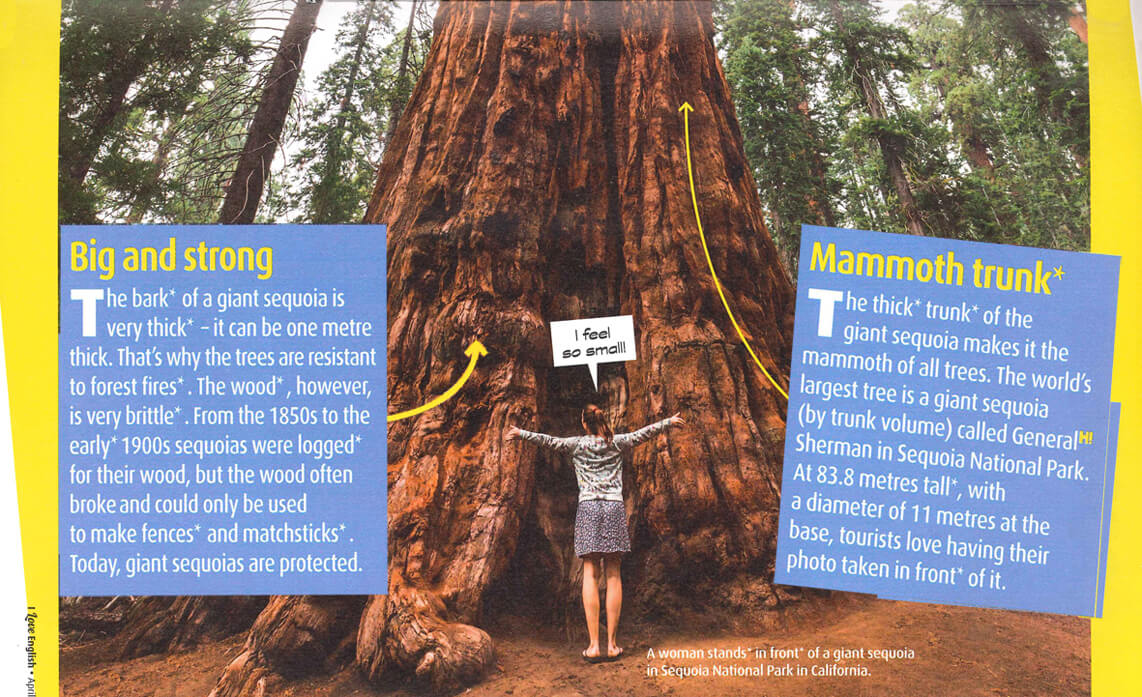 Big and strong
The bark* of a giant sequoia is
very thick* – it can be one metre
thick. That's why the trees are resistant
to forest fires*. The wood*, however,
is very brittle*. From the 1850s to the
early* 1900s sequoias were logged*
for their wood, but the wood often
broke and could only be used
to make fences* and matchsticks*.
Today, giant sequoias are protected.
I feel
so small!
Mammoth trunk*
The thick* trunk* of the
giant sequoia makes it the
mammoth of all trees. The world's
largest tree is a giant sequoia
(by trunk volume) called General H!
Sherman in Sequoia National Park.
At 83.8 metres tall*, with
a diameter of 11 metres at the
base, tourists love having their
photo taken in front* of it.
A woman stands* in front* of a giant sequoia
in Sequoia National Park in California.
I Love English • April